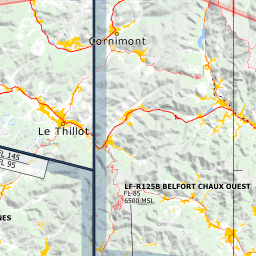 Cornimont
Le Thillot
FL 145
FL 95
LF-R125B BELFORT CHAUX OUEST
FL 85
6500 MSL
NES